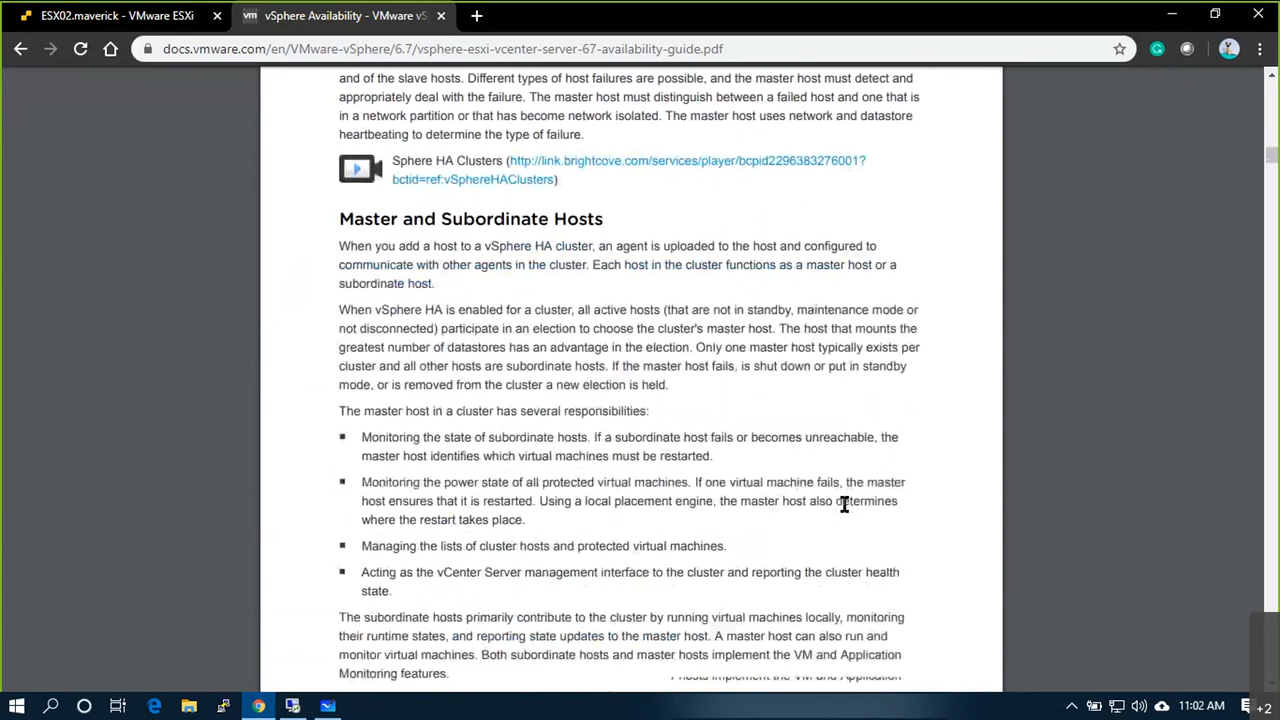 ESX02.maverick - VMware ESXi
vm vSphere Availability - VMware vS
docs.vmware.com/en/VMware-vSphere/6.7/vsphere-esxi-vcenter-server-67-availability-guide.pdf
and of the slave hosts. Different types of host failures are possible, and the master host must detect and
appropriately deal with the failure. The master host must distinguish between a failed host and one that is
in a network partition or that has become network isolated. The master host uses network and datastore
heartbeating to determine the type of failure.
Sphere HA Clusters (http://link.brightcove.com/services/player/bcpid2296383276001?
bctid=ref:vSphereHAClusters)
Master and Subordinate Hosts
When you add a host to a vSphere HA cluster, an agent is uploaded to the host and configured to
communicate with other agents in the cluster. Each host in the cluster functions as a master host or a
subordinate host.
When vSphere HA is enabled for a cluster, all active hosts (that are not in standby, maintenance mode or
not disconnected) participate in an election to choose the cluster's master host. The host that mounts the
greatest number of datastores has an advantage in the election. Only one master host typically exists per
cluster and all other hosts are subordinate hosts. If the master host fails, is shut down or put in standby
mode, or is removed from the cluster a new election is held.
The master host in a cluster has several responsibilities:
■ Monitoring the state of subordinate hosts. If a subordinate host fails or becomes unreachable, the
master host identifies which virtual machines must be restarted.
■ Monitoring the power state of all protected virtual machines. If one virtual machine fails, the master
host ensures that it is restarted. Using a local placement engine, the master host also determines
where the restart takes place.
■ Managing the lists of cluster hosts and protected virtual machines.
■ Acting as the vCenter Server management interface to the cluster and reporting the cluster health
state.
The subordinate hosts primarily contribute to the cluster by running virtual machines locally, monitoring
their runtime states, and reporting state updates to the master host. A master host can also run and
monitor virtual machines. Both subordinate hosts and master hosts implement the VM and Application
Monitoring features.
hosts implement the VM and Application
11:02 AM
+2